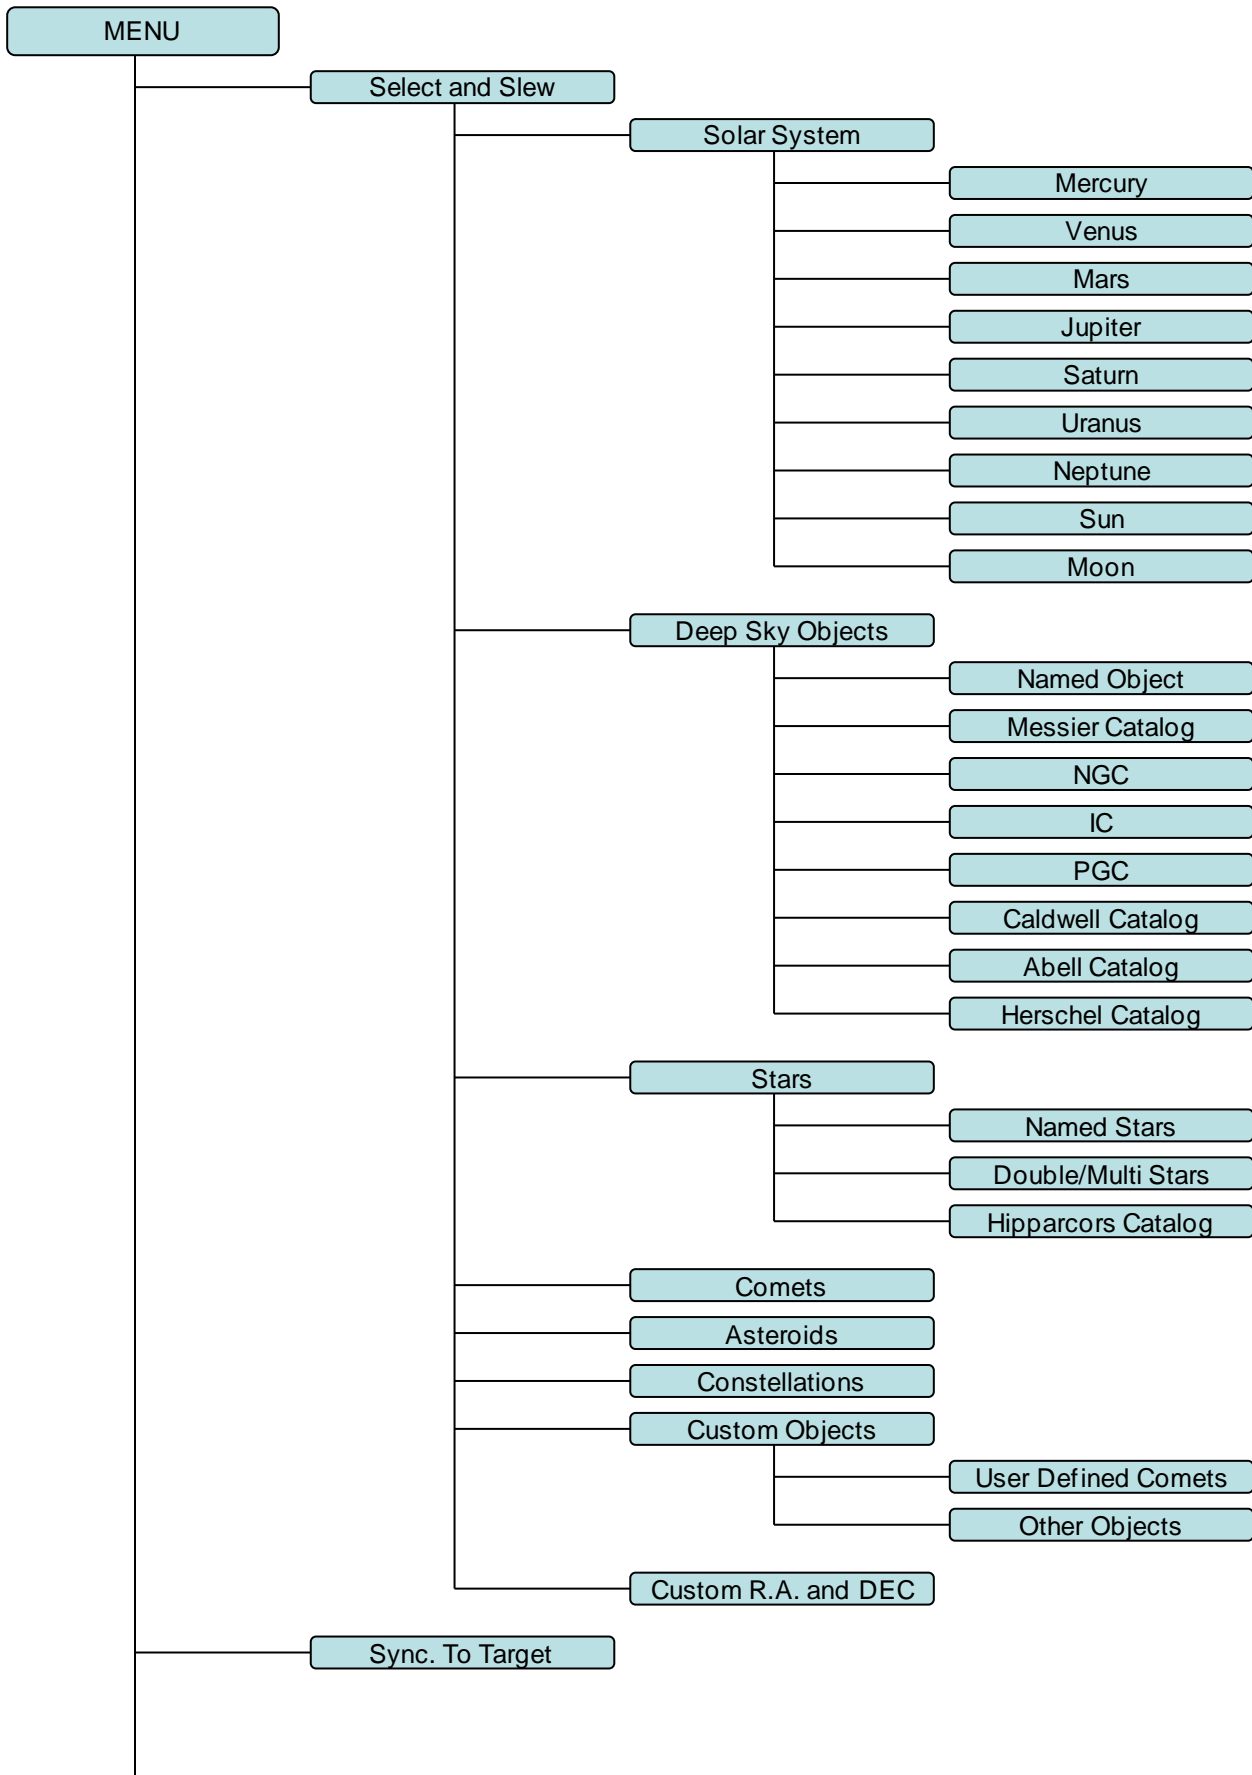 MENU
Select and Slew
Solar System
Mercury
Venus
Mars
Jupiter
Saturn
Uranus
Neptune
Sun
Moon
Deep Sky Objects
Named Object
Messier Catalog
NGC
IC
PGC
Caldwell Catalog
Abell Catalog
Herschel Catalog
Stars
Named Stars
Double/Multi Stars
Hipparcors Catalog
Comets
Asteroids
Constellations
Custom Objects
User Defined Comets
Other Objects
Custom R.A. and DEC
Sync. To Target